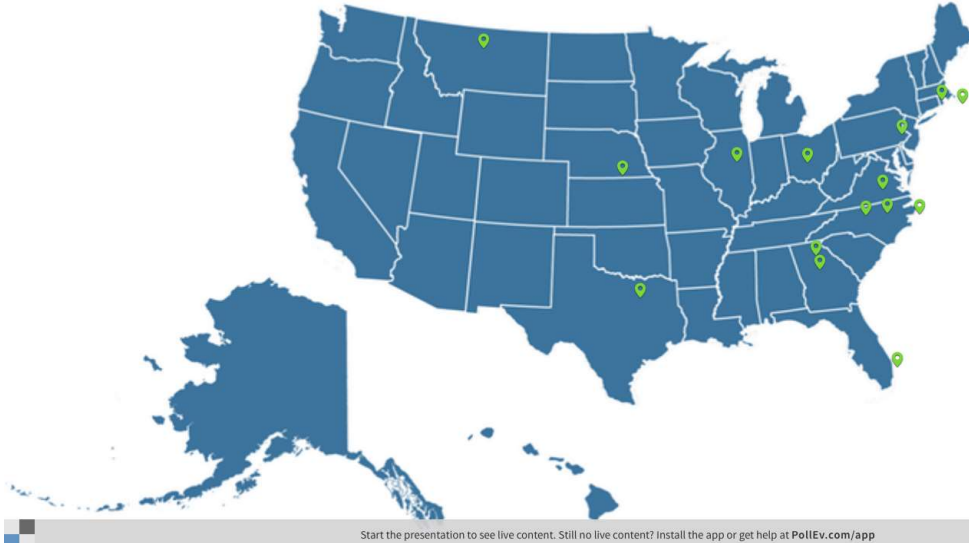 Start the presentation to see live content. Still no live content? Install the app or get help at PollEv.com/app